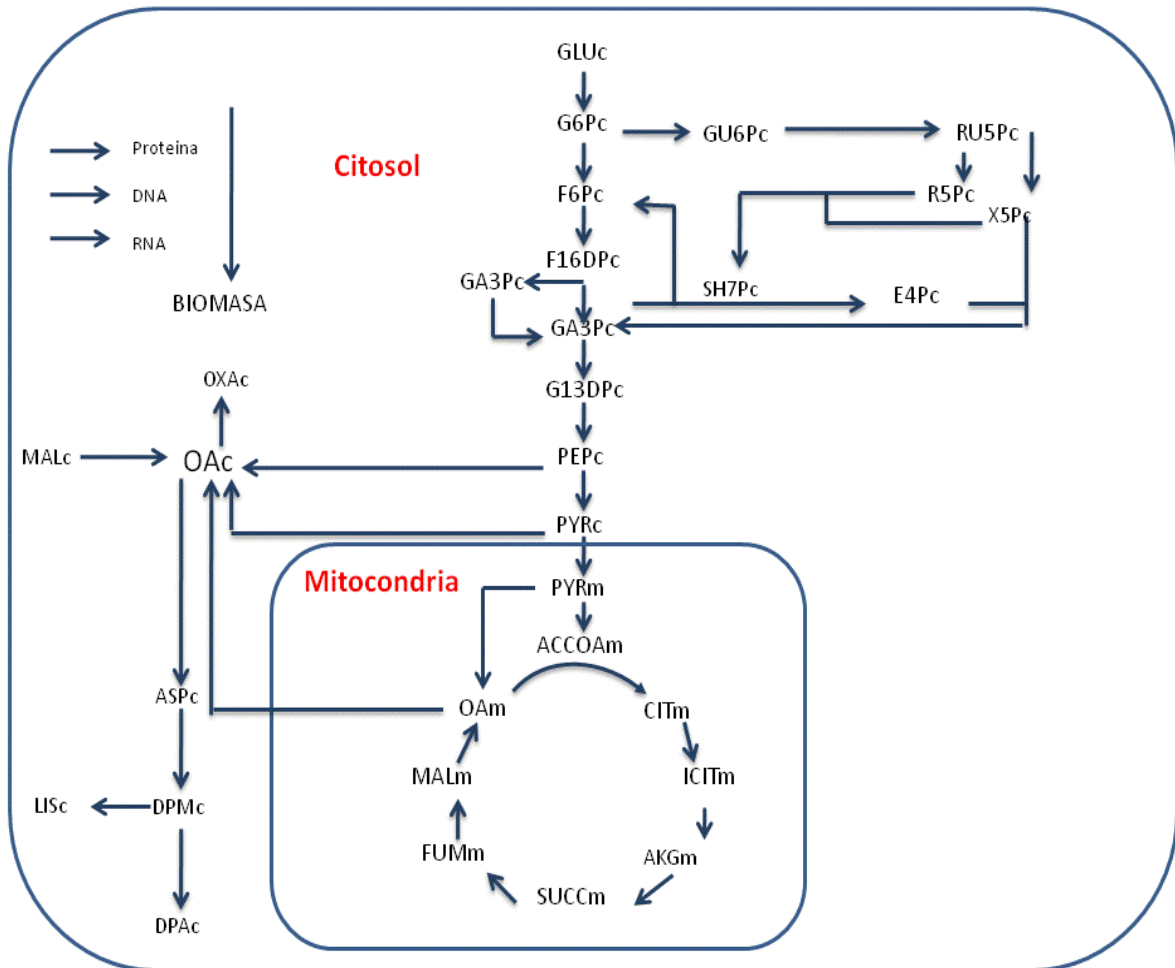 GLUc
G6Pc
GU6Pc
RU5Pc
Proteina
DNA
RNA
Citosol
F6Pc
R5Pc
X5Pc
F16DPc
GA3Pc
SH7Pc
E4Pc
BIOMASA
GA3Pc
OXAc
G13DPc
MALc
OAc
PEPc
PYRc
Mitocondria
PYRm
ACCOAm
ASPc
OAm
CITm
MALm
ICITm
LISc
DPMc
FUMm
AKGm
SUCCm
DPAc